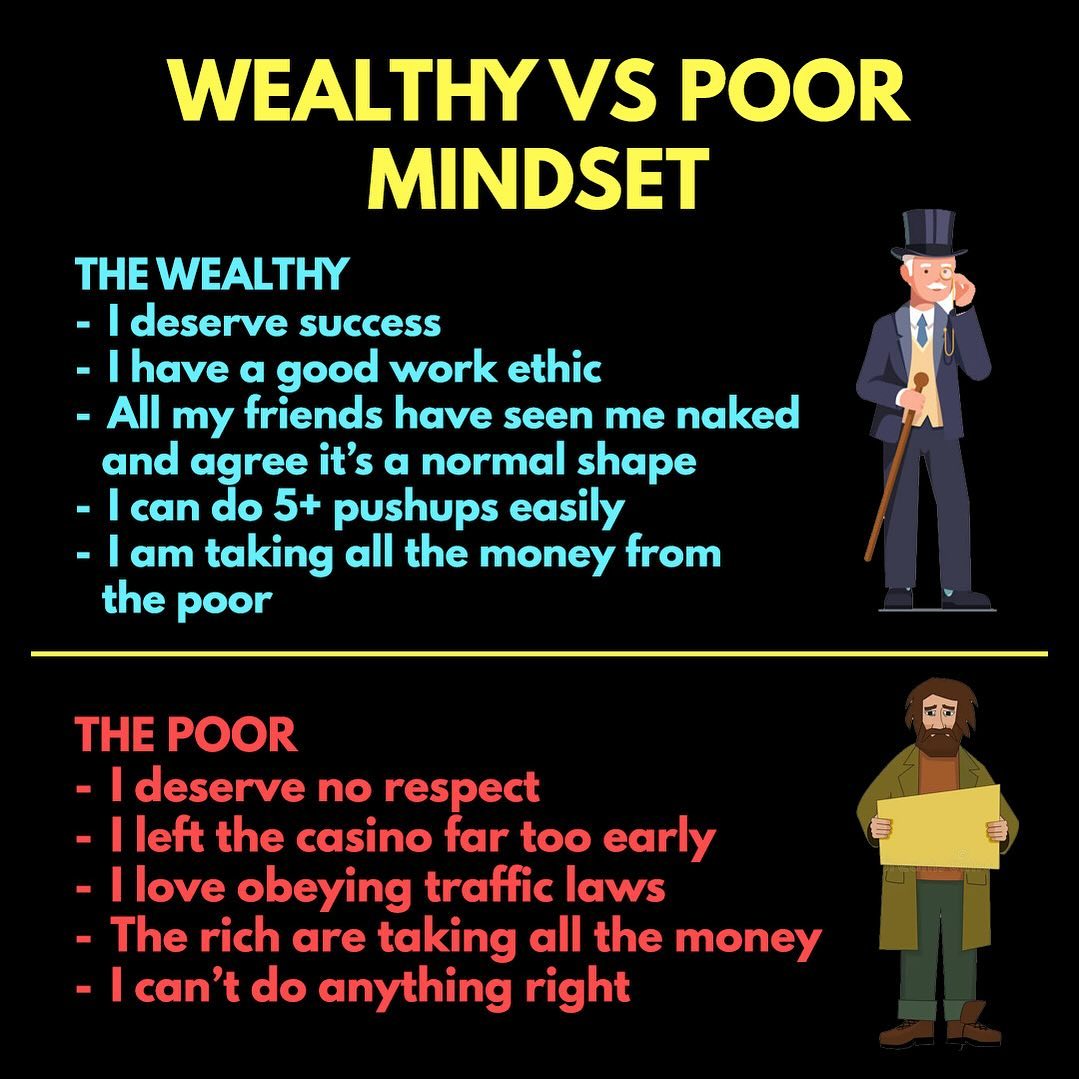 WEALTHY VS POOR
MINDSET
THE WEALTHY
- I deserve success
- I have a good work ethic
- All my friends have seen me naked
and agree it’s a normal shape
- I can do 5+ pushups easily
- I am taking all the money from
the poor
THE POOR
- I deserve no respect
- I left the casino far too early
- I love obeying traffic laws
- The rich are taking all the money
- I can’t do anything right